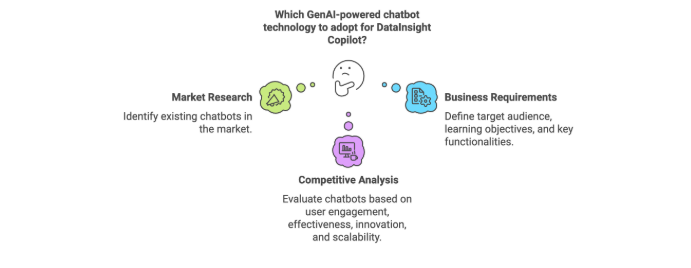 Which GenAI-powered chatbot
technology to adopt for DataInsight
Copilot?
Market Research
Identify existing chatbots in
the market.
Business Requirements
Define target audience,
learning objectives, and key
functionalities.
Competitive Analysis
Evaluate chatbots based on
user engagement,
effectiveness, innovation,
and scalability.